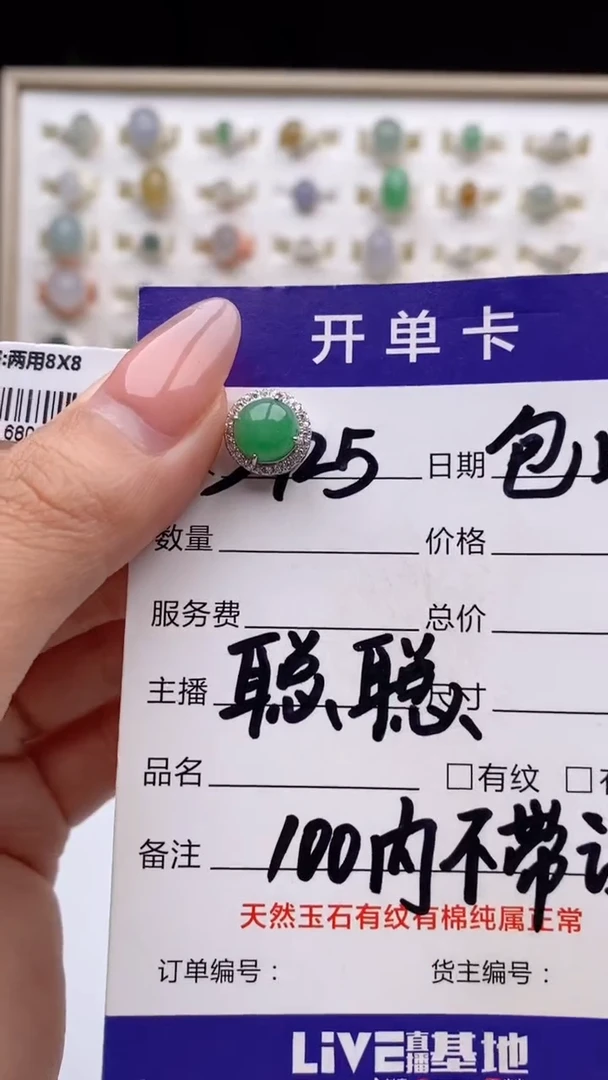 :两用8X8
680
开单卡
125 日期 包
数量 价格
服务费 总价
主播 聪聪 尺寸
品名 □有纹 □
备注 100内不带
天然玉石有纹有棉纯属正常
订单编号： 货主编号：
LiVE直播基地